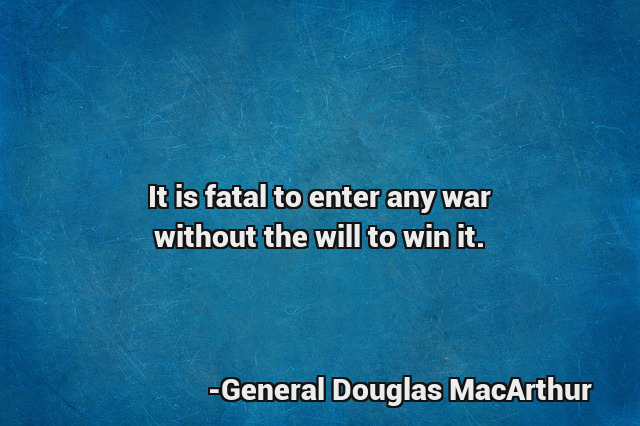 It is fatal to enter any war
without the will to win it.
-General Douglas MacArthur